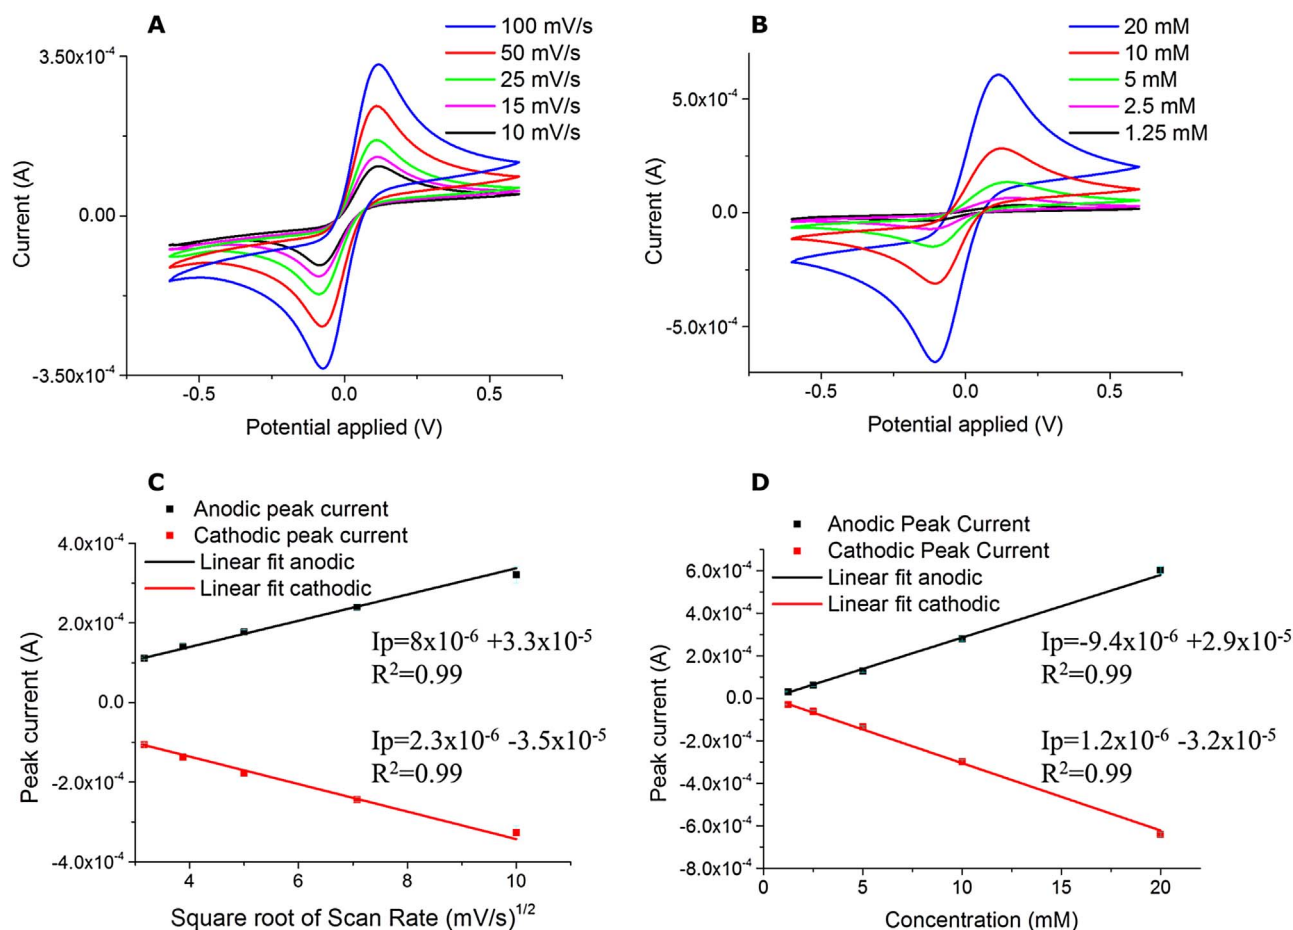 A
100 mV/s
50 mV/s
25 mV/s
15 mV/s
10 mV/s
3.50x10⁻⁴
0.00
-3.50x10⁻⁴
Current (A)
-0.5
0.0
0.5
Potential applied (V)
B
20 mM
10 mM
5 mM
2.5 mM
1.25 mM
5.0x10⁻⁴
0.0
-5.0x10⁻⁴
Current (A)
-0.5
0.0
0.5
Potential applied (V)
C
Anodic peak current
Cathodic peak current
Linear fit anodic
Linear fit cathodic
4.0x10⁻⁴
2.0x10⁻⁴
0.0
-2.0x10⁻⁴
-4.0x10⁻⁴
Peak current (A)
Ip=8x10⁻⁶ +3.3x10⁻⁵
R²=0.99
Ip=2.3x10⁻⁶ -3.5x10⁻⁵
R²=0.99
4
6
8
10
Square root of Scan Rate (mV/s)¹ᐟ²
D
Anodic Peak Current
Cathodic Peak Current
Linear fit anodic
Linear fit cathodic
6.0x10⁻⁴
4.0x10⁻⁴
2.0x10⁻⁴
0.0
-2.0x10⁻⁴
-4.0x10⁻⁴
-6.0x10⁻⁴
-8.0x10⁻⁴
Peak current (A)
Ip=-9.4x10⁻⁶ +2.9x10⁻⁵
R²=0.99
Ip=1.2x10⁻⁶ -3.2x10⁻⁵
R²=0.99
0
5
10
15
20
Concentration (mM)